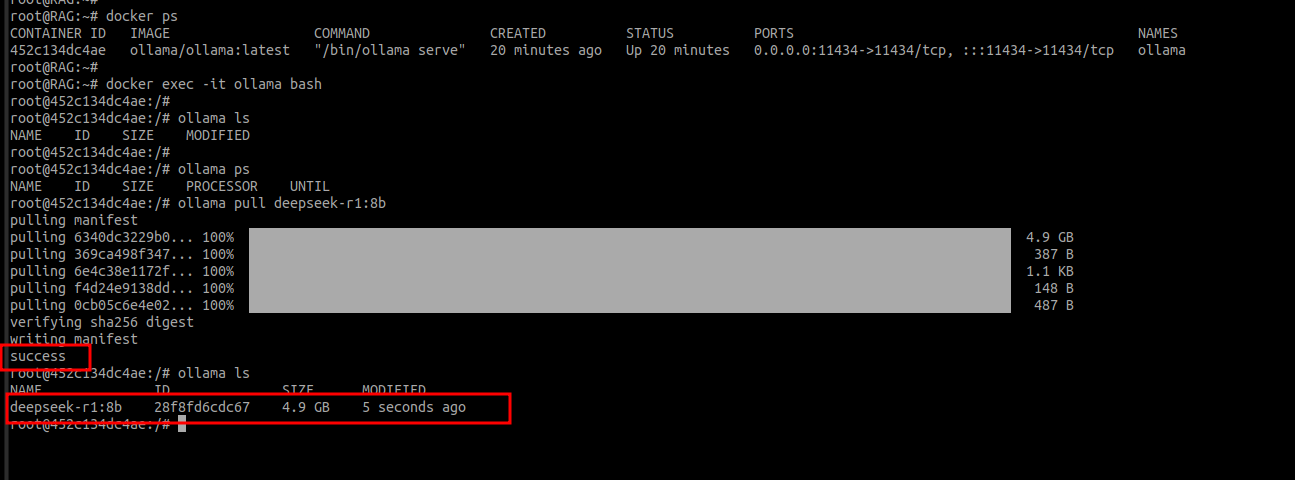 root@RAG:~#
root@RAG:~# docker ps
CONTAINER ID   IMAGE                  COMMAND               CREATED          STATUS          PORTS                                           NAMES
452c134dc4ae   ollama/ollama:latest   "/bin/ollama serve"   20 minutes ago   Up 20 minutes   0.0.0.0:11434->11434/tcp, :::11434->11434/tcp   ollama
root@RAG:~#
root@RAG:~# docker exec -it ollama bash
root@452c134dc4ae:/#
root@452c134dc4ae:/# ollama ls
NAME    ID    SIZE    MODIFIED
root@452c134dc4ae:/#
root@452c134dc4ae:/# ollama ps
NAME    ID    SIZE    PROCESSOR    UNTIL
root@452c134dc4ae:/# ollama pull deepseek-r1:8b
pulling manifest
pulling 6340dc3229b0... 100% 4.9 GB
pulling 369ca498f347... 100% 387 B
pulling 6e4c38e1172f... 100% 1.1 KB
pulling f4d24e9138dd... 100% 148 B
pulling 0cb05c6e4e02... 100% 487 B
verifying sha256 digest
writing manifest
success
root@452c134dc4ae:/# ollama ls
NAME              ID              SIZE      MODIFIED
deepseek-r1:8b    28f8fd6cdc67    4.9 GB    5 seconds ago
root@452c134dc4ae:/#